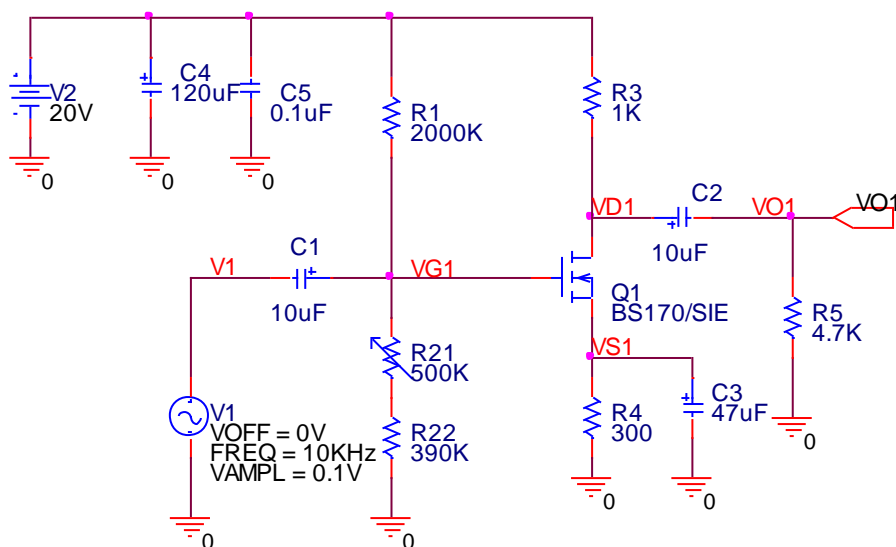 V2
20V
0
C4
120uF
0
C5
0.1uF
0
R1
2000K
R3
1K
VD1
C2
10uF
VO1
VO1
R5
4.7K
0
V1
C1
10uF
VG1
Q1
BS170/SIE
VS1
R21
500K
R22
390K
0
R4
300
0
C3
47uF
0
V1
VOFF = 0V
FREQ = 10KHz
VAMPL = 0.1V
0